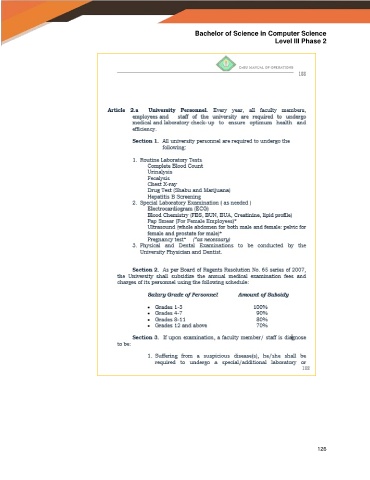 Bachelor of Science in Computer Science
Level III Phase 2
CHED MANUAL OF OPERATIONS
188
Article 2.a University Personnel. Every year, all faculty members,
employees and staff of the university are required to undergo
medical and laboratory check-up to ensure optimum health and
efficiency.
Section 1. All university personnel are required to undergo the
following:
1. Routine Laboratory Tests
Complete Blood Count
Urinalysis
Fecalysis
Chest X-ray
Drug Test (Shabu and Marijuana)
Hepatitis B Screening
2. Special Laboratory Examination ( as needed )
Electrocardiogram (ECG)
Blood Chemistry (FBS, BUN, BUA, Creatinine, lipid profile)
Pap Smear (For Female Employees)*
Ultrasound (whole abdomen for both male and female; pelvic for
female and prostate for male)*
Pregnancy test* (*as necessary)
3. Physical and Dental Examinations to be conducted by the
University Physician and Dentist.
Section 2. As per Board of Regents Resolution No. 65 series of 2007,
the University shall subsidize the annual medical examination fees and
charges of its personnel using the following schedule:
Salary Grade of Personnel Amount of Subsidy
• Grades 1-3 100%
• Grades 4-7 90%
• Grades 8-11 80%
• Grades 12 and above 70%
Section 3. If upon examination, a faculty member/ staff is diagnose
to be:
1. Suffering from a suspicious disease(s), he/she shall be
required to undergo a special/additional laboratory or
188
126